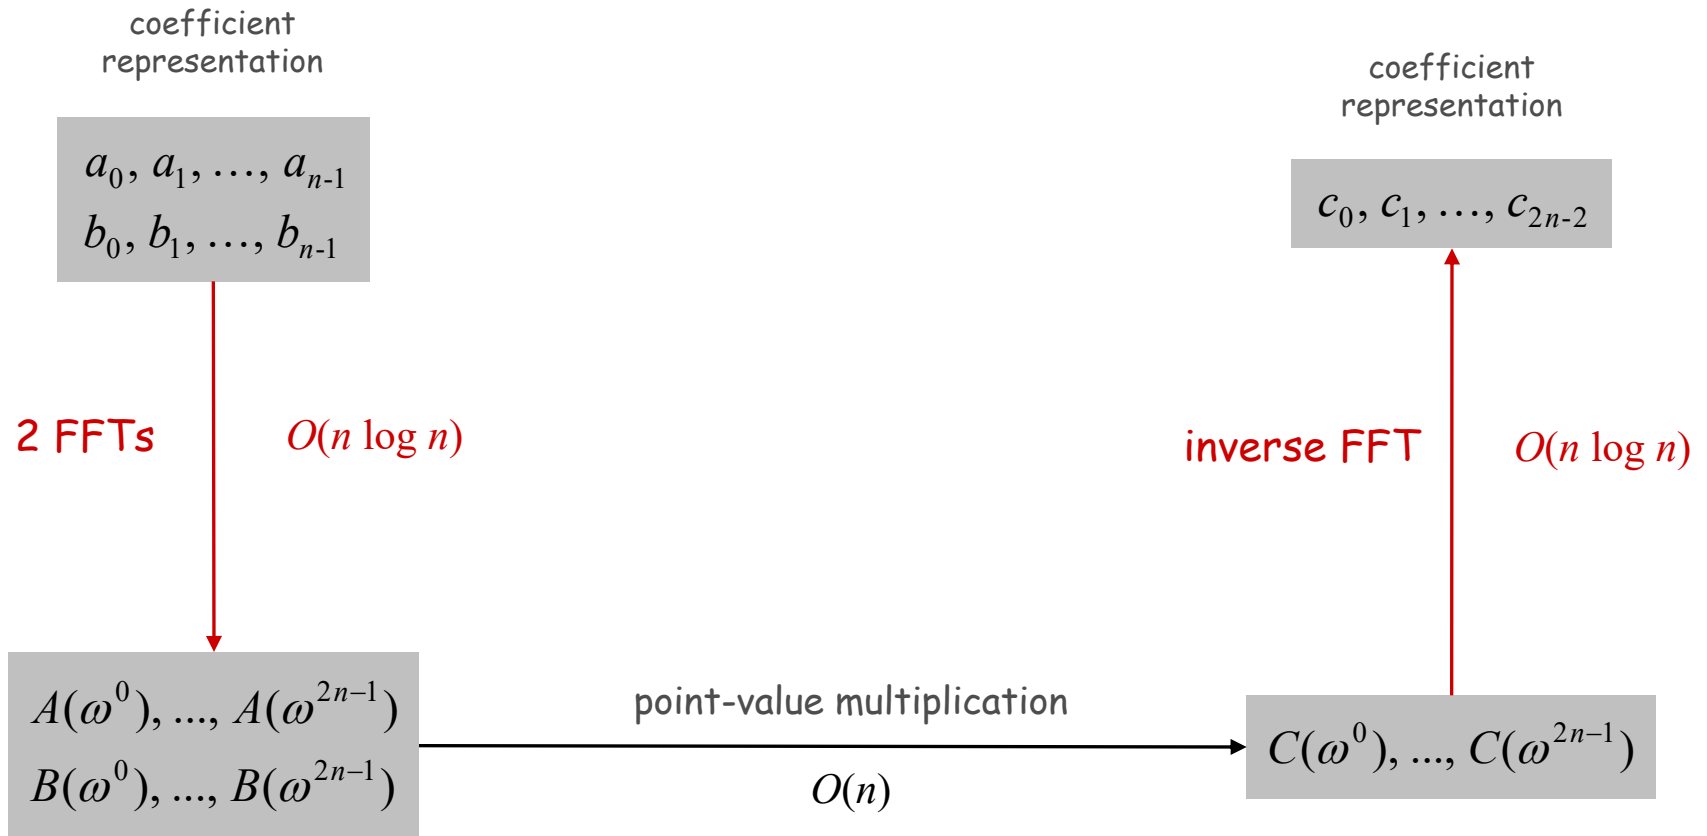 coefficient
representation
a₀, a₁, …, aₙ₋₁
b₀, b₁, …, bₙ₋₁
2 FFTs
O(n log n)
A(ω⁰), ..., A(ω²ⁿ⁻¹)
B(ω⁰), ..., B(ω²ⁿ⁻¹)
point-value multiplication
O(n)
coefficient
representation
c₀, c₁, …, c₂ₙ₋₂
inverse FFT
O(n log n)
C(ω⁰), ..., C(ω²ⁿ⁻¹)